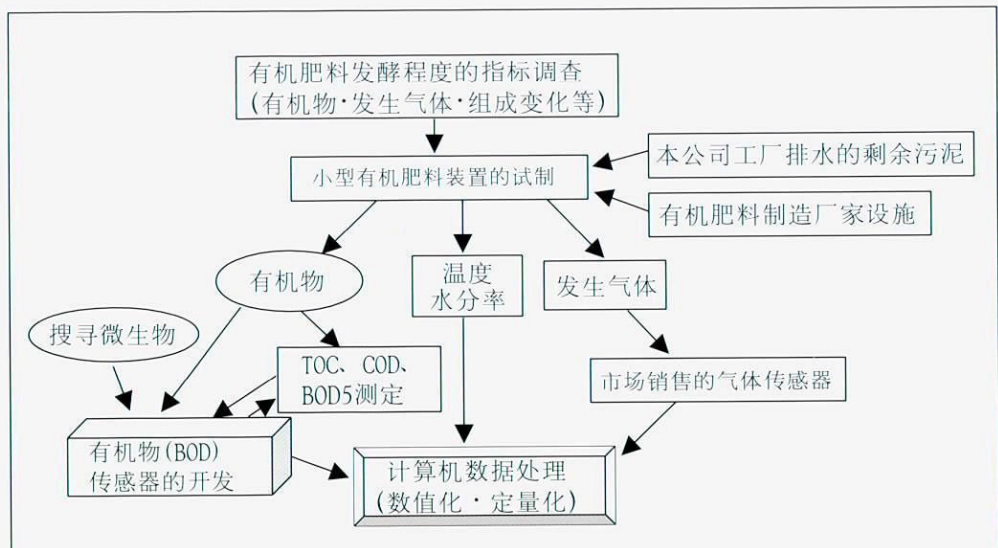 有机肥料发酵程度的指标调查
(有机物·发生气体·组成变化等)
本公司工厂排水的剩余污泥
小型有机肥料装置的试制
有机肥料制造厂家设施
有机物
温度
水分率
发生气体
搜寻微生物
TOC、COD、
BOD5测定
市场销售的气体传感器
有机物(BOD)
传感器的开发
计算机数据处理
(数值化·定量化)